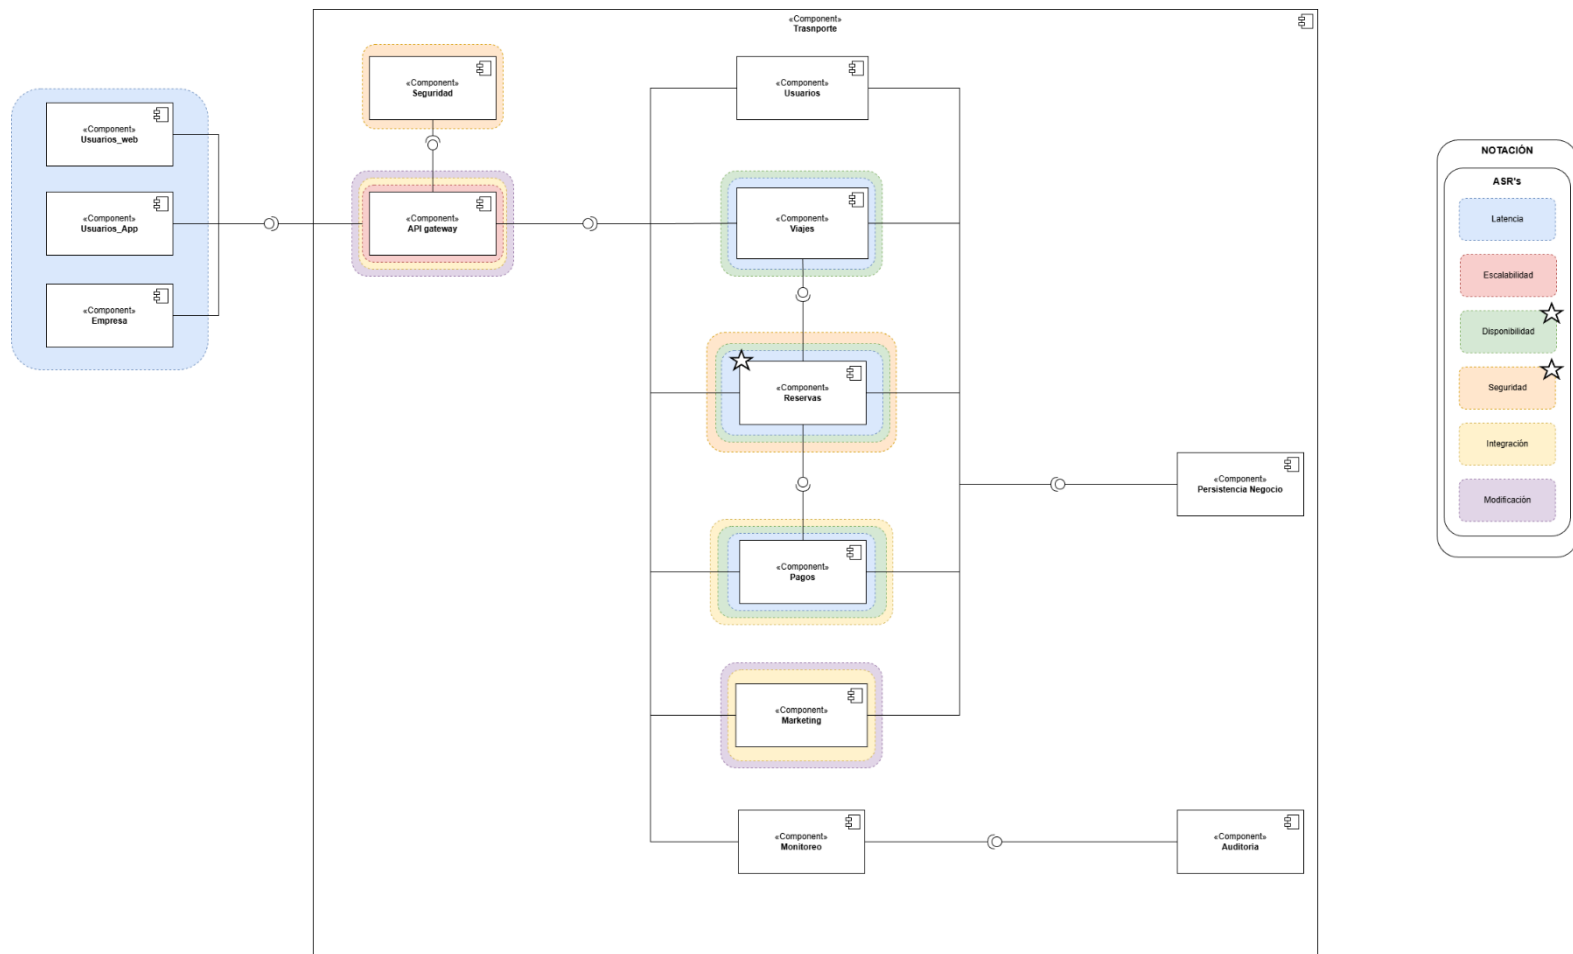 «Component»
Trasnporte
«Component»
Seguridad
«Component»
Usuarios
«Component»
Usuarios_web
«Component»
Usuarios_App
«Component»
Empresa
«Component»
API gateway
«Component»
Viajes
«Component»
Reservas
«Component»
Persistencia Negocio
«Component»
Pagos
«Component»
Marketing
«Component»
Monitoreo
«Component»
Auditoria
NOTACIÓN
ASR's
Latencia
Escalabilidad
Disponibilidad
Seguridad
Integración
Modificación